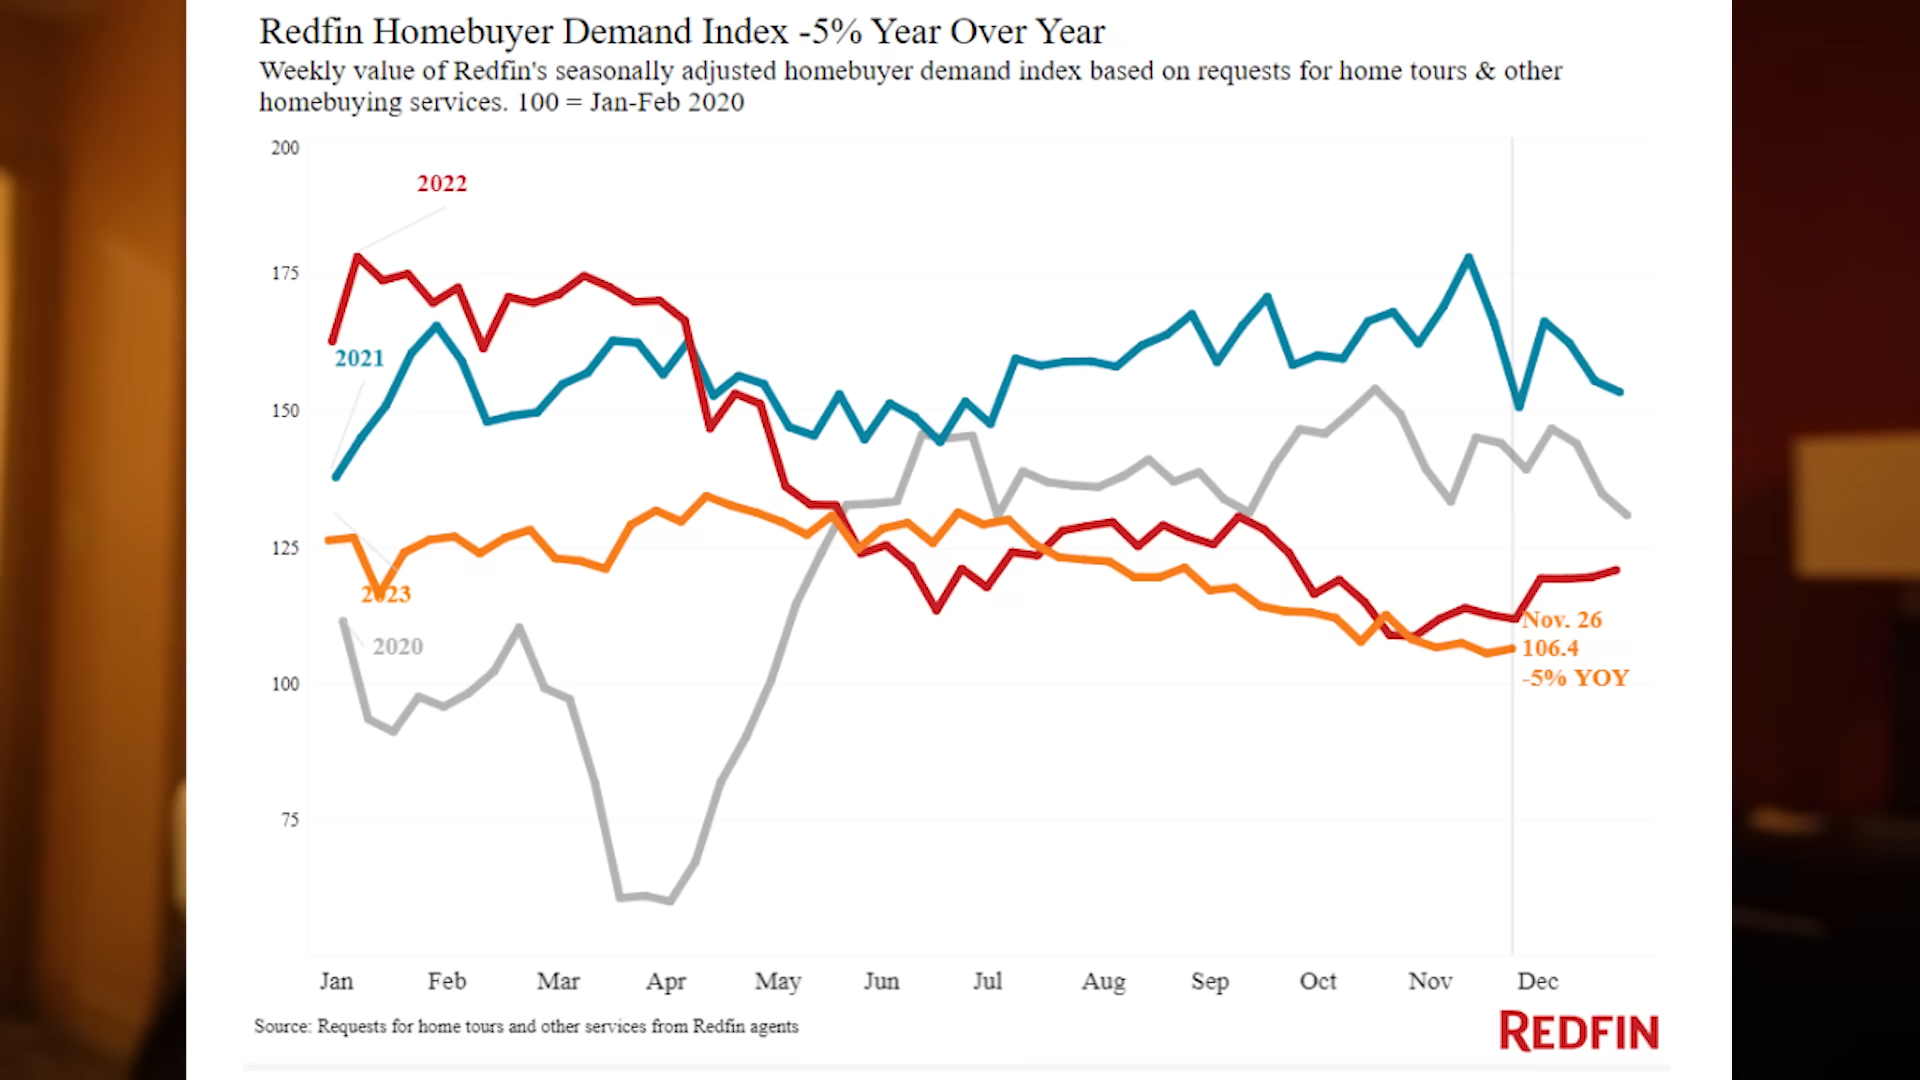 Redfin Homebuyer Demand Index -5% Year Over Year
Weekly value of Redfin's seasonally adjusted homebuyer demand index based on requests for home tours & other
homebuying services. 100 = Jan-Feb 2020
200
2022
175
2021
150
125
2023
Nov. 26
106.4
-5% YOY
2020
100
75
Jan Feb Mar Apr May Jun Jul Aug Sep Oct Nov Dec
Source: Requests for home tours and other services from Redfin agents
REDFIN